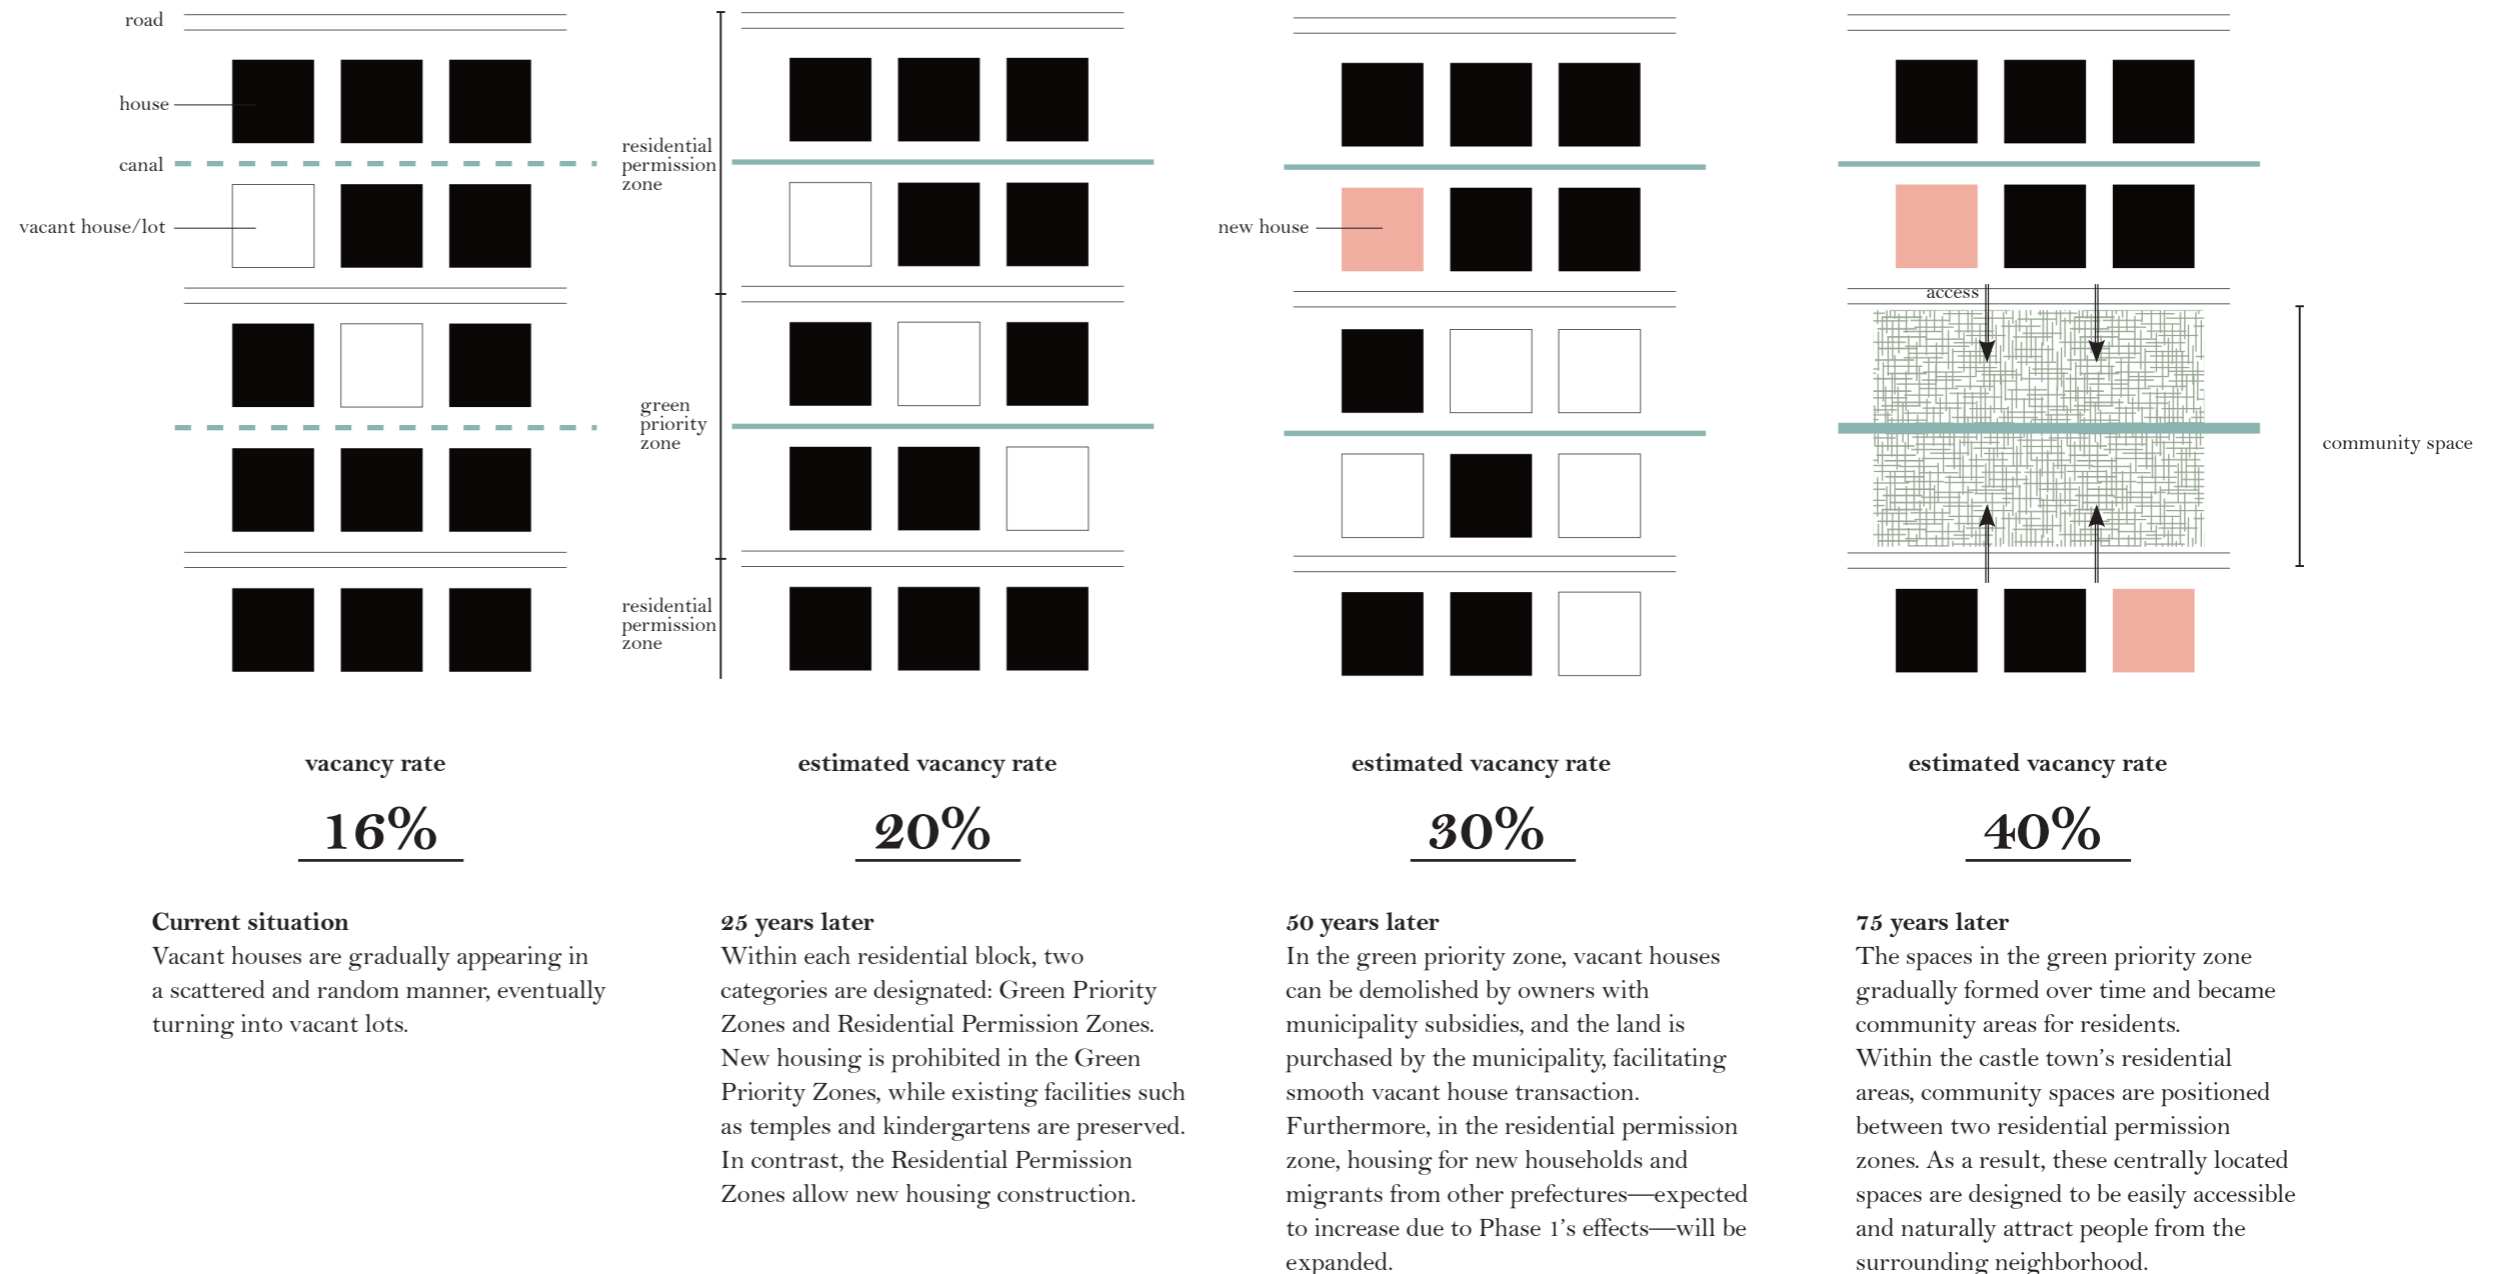 road
house
canal
vacant house/lot
residential
permission
zone
green
priority
zone
residential
permission
zone
new house
access
community space
vacancy rate
16%
Current situation
Vacant houses are gradually appearing in
a scattered and random manner, eventually
turning into vacant lots.
estimated vacancy rate
20%
25 years later
Within each residential block, two
categories are designated: Green Priority
Zones and Residential Permission Zones.
New housing is prohibited in the Green
Priority Zones, while existing facilities such
as temples and kindergartens are preserved.
In contrast, the Residential Permission
Zones allow new housing construction.
estimated vacancy rate
30%
50 years later
In the green priority zone, vacant houses
can be demolished by owners with
municipality subsidies, and the land is
purchased by the municipality, facilitating
smooth vacant house transaction.
Furthermore, in the residential permission
zone, housing for new households and
migrants from other prefectures—expected
to increase due to Phase 1’s effects—will be
expanded.
estimated vacancy rate
40%
75 years later
The spaces in the green priority zone
gradually formed over time and became
community areas for residents.
Within the castle town’s residential
areas, community spaces are positioned
between two residential permission
zones. As a result, these centrally located
spaces are designed to be easily accessible
and naturally attract people from the
surrounding neighborhood.